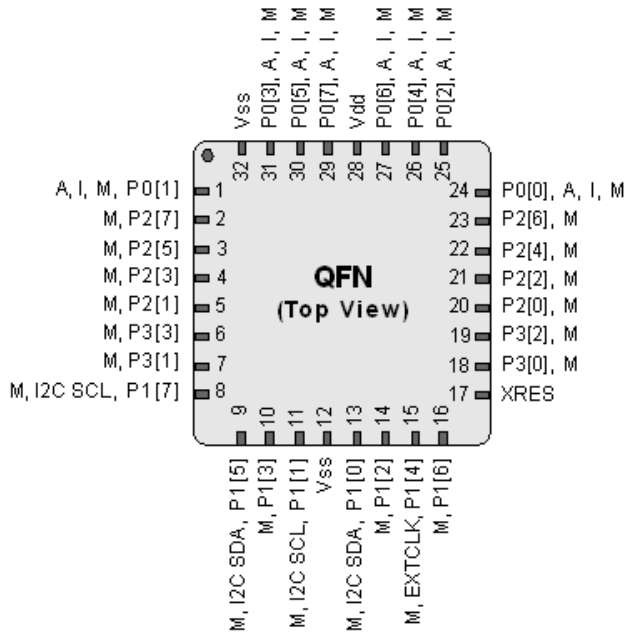 Vss
P0[3], A, I, M
P0[5], A, I, M
P0[7], A, I, M
Vdd
P0[6], A, I, M
P0[4], A, I, M
P0[2], A, I, M
32
31
30
29
28
27
26
25
A, I, M, P0[1]
1
M, P2[7]
2
M, P2[5]
3
M, P2[3]
4
M, P2[1]
5
M, P3[3]
6
M, P3[1]
7
M, I2C SCL, P1[7]
8
QFN
(Top View)
24
P0[0], A, I, M
23
P2[6], M
22
P2[4], M
21
P2[2], M
20
P2[0], M
19
P3[2], M
18
P3[0], M
17
XRES
9
10
11
12
13
14
15
16
M, I2C SDA, P1[5]
M, P1[3]
M, I2C SCL, P1[1]
Vss
M, I2C SDA, P1[0]
M, P1[2]
M, EXTCLK, P1[4]
M, P1[6]